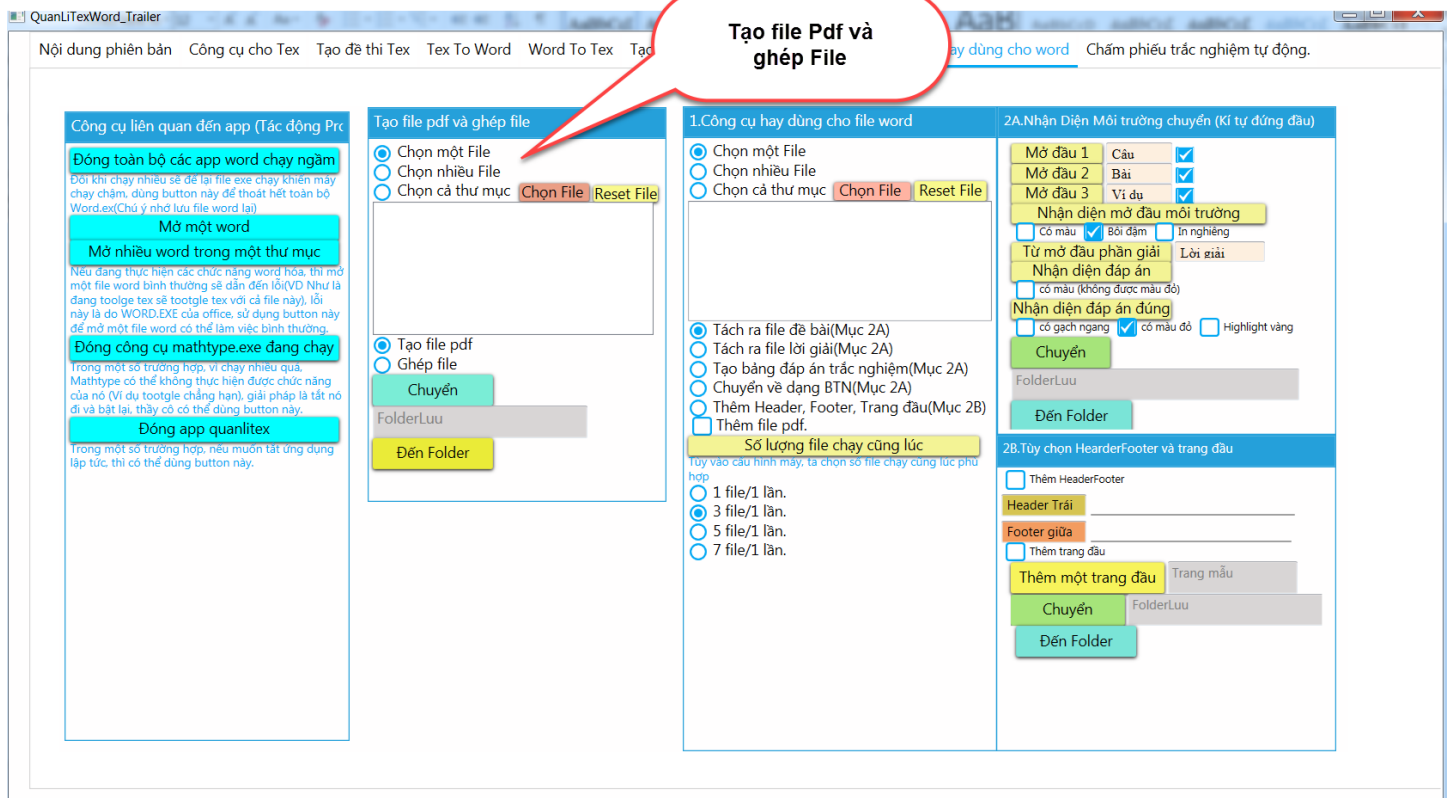 QuanLiTexWord_Trailer
Nội dung phiên bản Công cụ cho Tex Tạo đề thi Tex Tex To Word Word To Tex Tạo
ay dùng cho word Chấm phiếu trắc nghiệm tự động.
Tạo file Pdf và
ghép File
Công cụ liên quan đến app (Tác động Prc
Đóng toàn bộ các app word chạy ngầm
Đôi khi chạy nhiều sẽ để lại file exe chạy khiến máy
chạy chậm, dùng button này để thoát hết toàn bộ
Word.ex(Chú ý nhớ lưu file word lại)
Mở một word
Mở nhiều word trong một thư mục
Nếu đang thực hiện các chức năng word hóa, thì mở
một file word bình thường sẽ dẫn đến lỗi(VD Như là
đang toolge tex sẽ tootgle tex với cả file này), lỗi
này là do WORD.EXE của office, sử dụng button này
để mở một file word có thể làm việc bình thường.
Đóng công cụ mathtype.exe đang chạy
Trong một số trường hợp, vì chạy nhiều quá,
Mathtype có thể không thực hiện được chức năng
của nó (Ví dụ tootgle chẳng hạn), giải pháp là tắt nó
đi và bật lại, thầy cô có thể dùng button này.
Đóng app quanlitex
Trong một số trường hợp, nếu muốn tắt ứng dụng
lập tức, thì có thể dùng button này.
Tạo file pdf và ghép file
Chọn một File
Chọn nhiều File
Chọn cả thư mục Chọn File Reset File
Tạo file pdf
Ghép file
Chuyển
FolderLuu
Đến Folder
1.Công cụ hay dùng cho file word
Chọn một File
Chọn nhiều File
Chọn cả thư mục Chọn File Reset File
Tách ra file đề bài(Mục 2A)
Tách ra file lời giải(Mục 2A)
Tạo bảng đáp án trắc nghiệm(Mục 2A)
Chuyển về dạng BTN(Mục 2A)
Thêm Header, Footer, Trang đầu(Mục 2B)
Thêm file pdf.
Số lượng file chạy cũng lúc
Tùy vào cấu hình máy, ta chọn số file chạy cũng lúc phù
hợp
1 file/1 lần.
3 file/1 lần.
5 file/1 lần.
7 file/1 lần.
2A.Nhận Diện Môi trường chuyển (Kí tự đứng đầu)
Mở đầu 1 Câu
Mở đầu 2 Bài
Mở đầu 3 Ví dụ
Nhận diện mở đầu môi trường
Có màu Bôi đậm In nghiêng
Từ mở đầu phần giải Lời giải
Nhận diện đáp án
có màu (không được màu đỏ)
Nhận diện đáp án đúng
có gạch ngang có màu đỏ Highlight vàng
Chuyển
FolderLuu
Đến Folder
2B.Tùy chọn HearderFooter và trang đầu
Thêm HeaderFooter
Header Trái
Footer giữa
Thêm trang đầu
Thêm một trang đầu Trang mẫu
Chuyển FolderLuu
Đến Folder